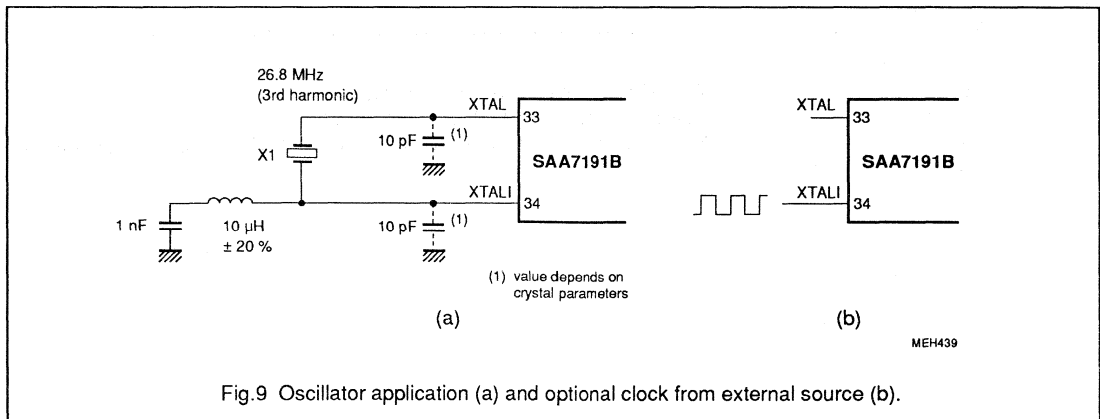 26.8 MHz
(3rd harmonic)
XTAL
33
10 pF
(1)
X1
SAA7191B
XTALI
34
1 nF
10 µH
± 20 %
10 pF
(1)
(1) value depends on
crystal parameters
(a)
XTAL
33
SAA7191B
XTALI
34
(b)
MEH439
Fig.9 Oscillator application (a) and optional clock from external source (b).